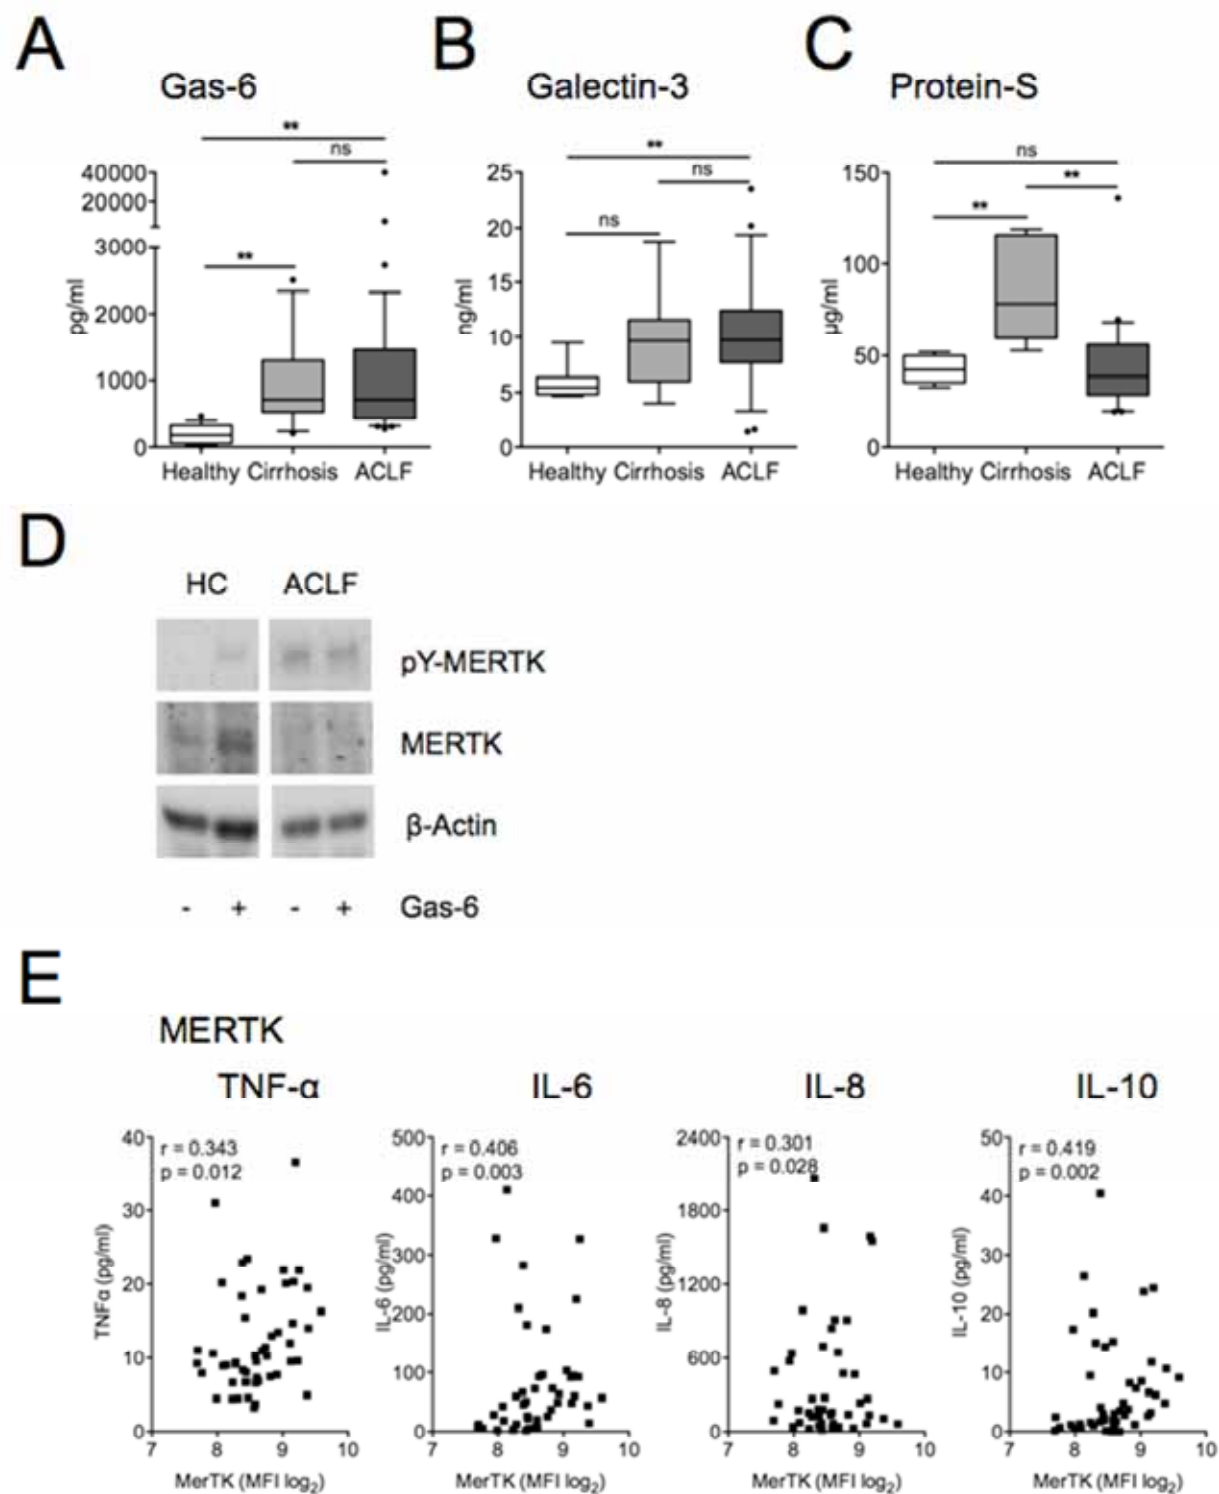 A B C
Gas-6 Galectin-3 Protein-S
** ns **
pg/ml
40000
20000
3000
2000
1000
0
Healthy Cirrhosis ACLF
** ns ns
ng/ml
25
20
15
10
5
0
Healthy Cirrhosis ACLF
ns ** **
µg/ml
150
100
50
0
Healthy Cirrhosis ACLF
D
HC ACLF
pY-MERTK
MERTK
β-Actin
- + - + Gas-6
E
MERTK
TNF-α
r = 0.343
p = 0.012
TNFα (pg/ml)
40
30
20
10
0
7 8 9 10
MerTK (MFI log₂)
IL-6
r = 0.406
p = 0.003
IL-6 (pg/ml)
500
400
300
200
100
0
7 8 9 10
MerTK (MFI log₂)
IL-8
r = 0.301
p = 0.028
IL-8 (pg/ml)
2400
1800
1200
600
0
7 8 9 10
MerTK (MFI log₂)
IL-10
r = 0.419
p = 0.002
IL-10 (pg/ml)
50
40
30
20
10
0
7 8 9 10
MerTK (MFI log₂)